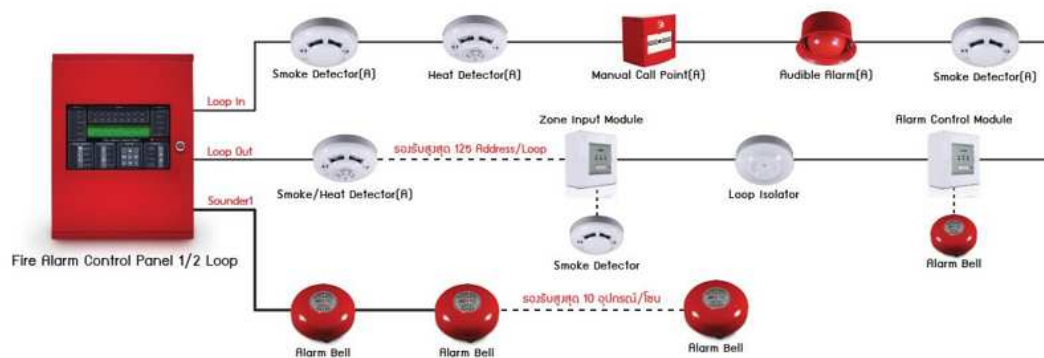 Smoke Detector(A)
Heat Detector(A)
Manual Call Point(A)
Audible Alarm(A)
Smoke Detector(A)
Loop In
Zone Input Module
Alarm Control Module
Loop Out
รองรับสูงสุด 125 Address/Loop
Smoke/Heat Detector(A)
Loop Isolator
Sounder1
Smoke Detector
Alarm Bell
Fire Alarm Control Panel 1/2 Loop
รองรับสูงสุด 10 อุปกรณ์/โซน
Alarm Bell
Alarm Bell
Alarm Bell